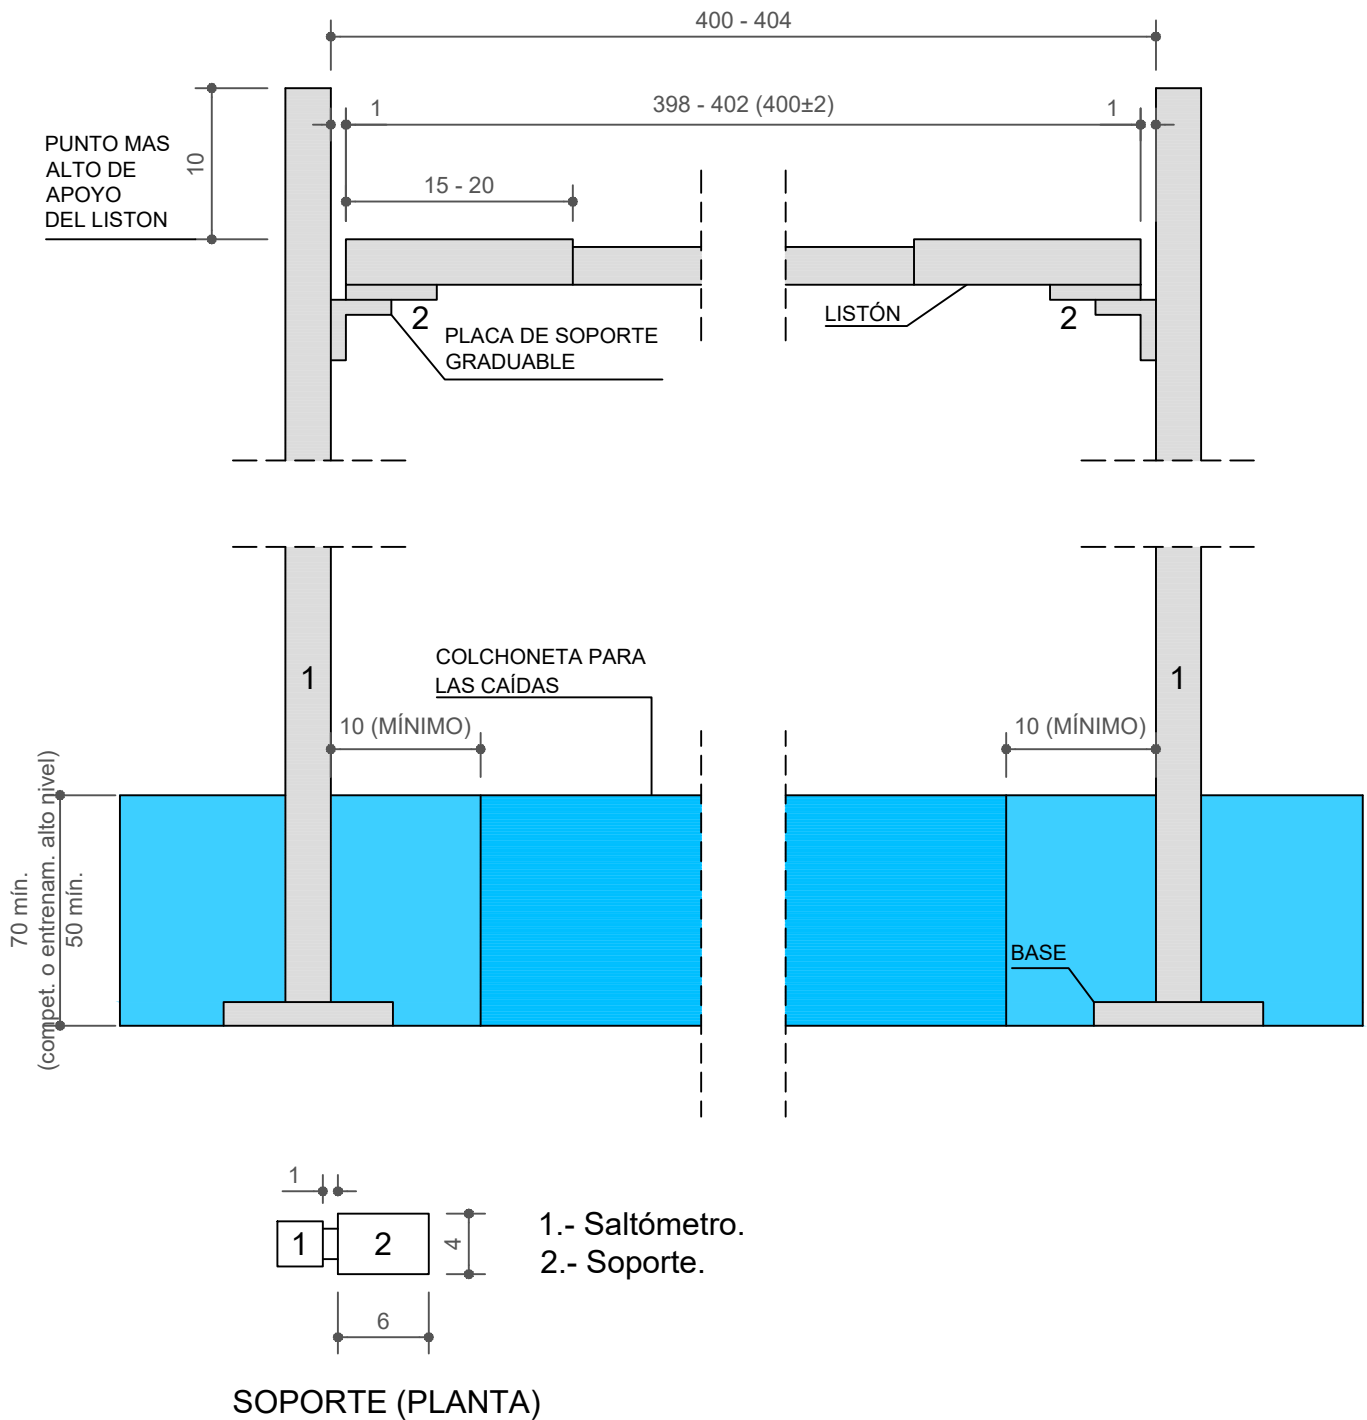 400 - 404
1
398 - 402 (400±2)
1
PUNTO MAS
ALTO DE
APOYO
DEL LISTON
10
15 - 20
2
PLACA DE SOPORTE
GRADUABLE
LISTÓN
2
1
COLCHONETA PARA
LAS CAÍDAS
1
10 (MÍNIMO)
10 (MÍNIMO)
70 mín.
(compet. o entrenam. alto nivel)
50 mín.
BASE
1
1
2
4
6
1.- Saltómetro.
2.- Soporte.
SOPORTE (PLANTA)